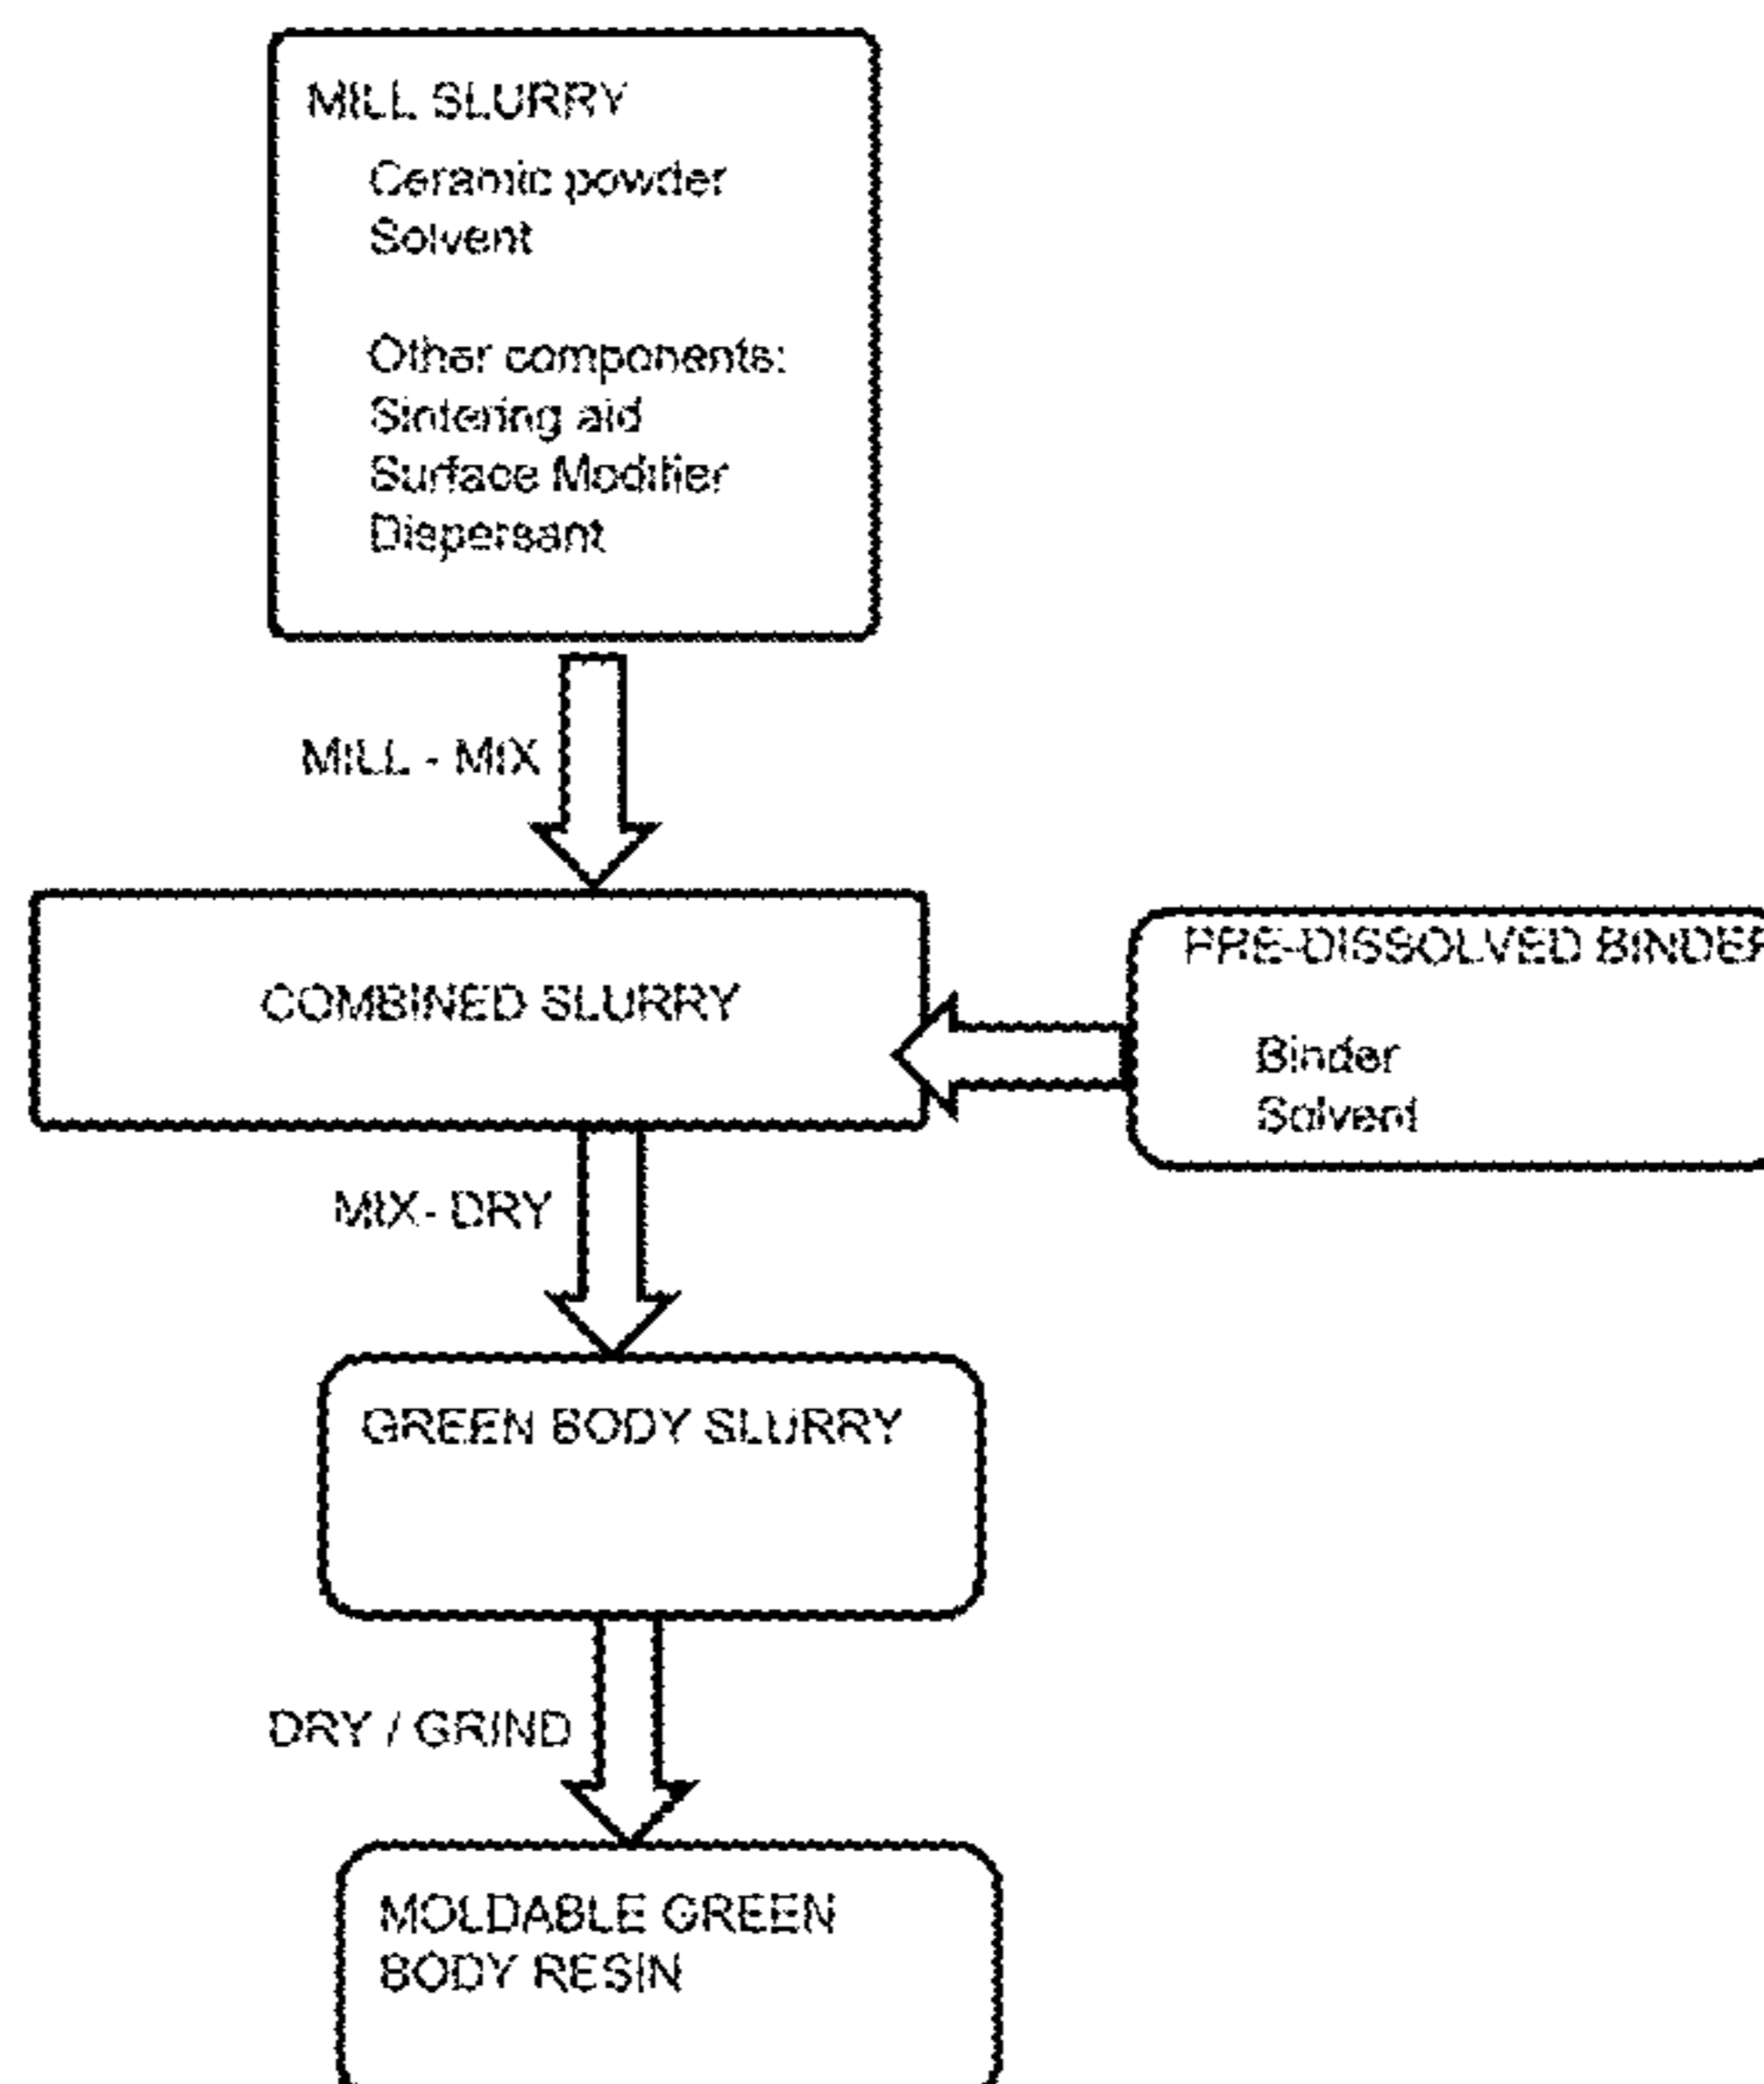 MILL SLURRY
Ceramic powder
Solvent
Other components:
Sintering aid
Surface Modifier
Dispersant
MILL - MIX
COMBINED SLURRY
PRE-DISSOLVED BINDER
Binder
Solvent
MIX- DRY
GREEN BODY SLURRY
DRY / GRIND
MOLDABLE GREEN
BODY RESIN